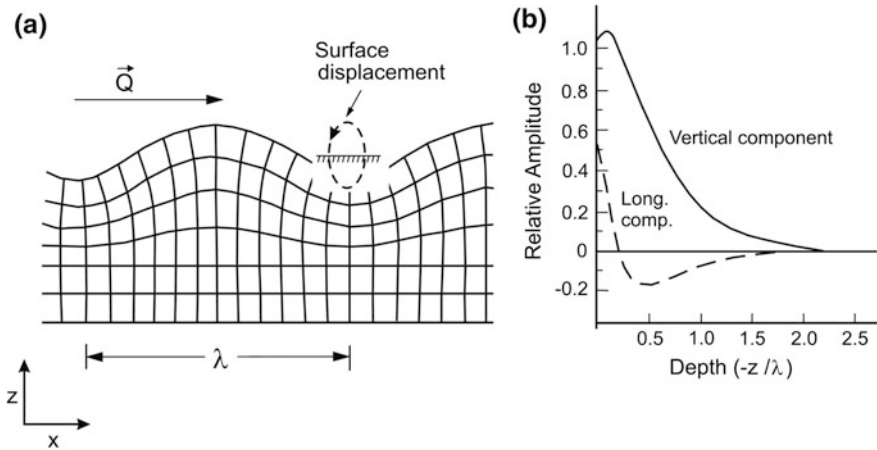 (a)
Q
Surface
displacement
λ
z
x
(b)
1.0
0.8
0.6
0.4
0.2
0
-0.2
Relative Amplitude
Vertical component
Long.
comp.
0.5 1.0 1.5 2.0 2.5
Depth (-z /λ)